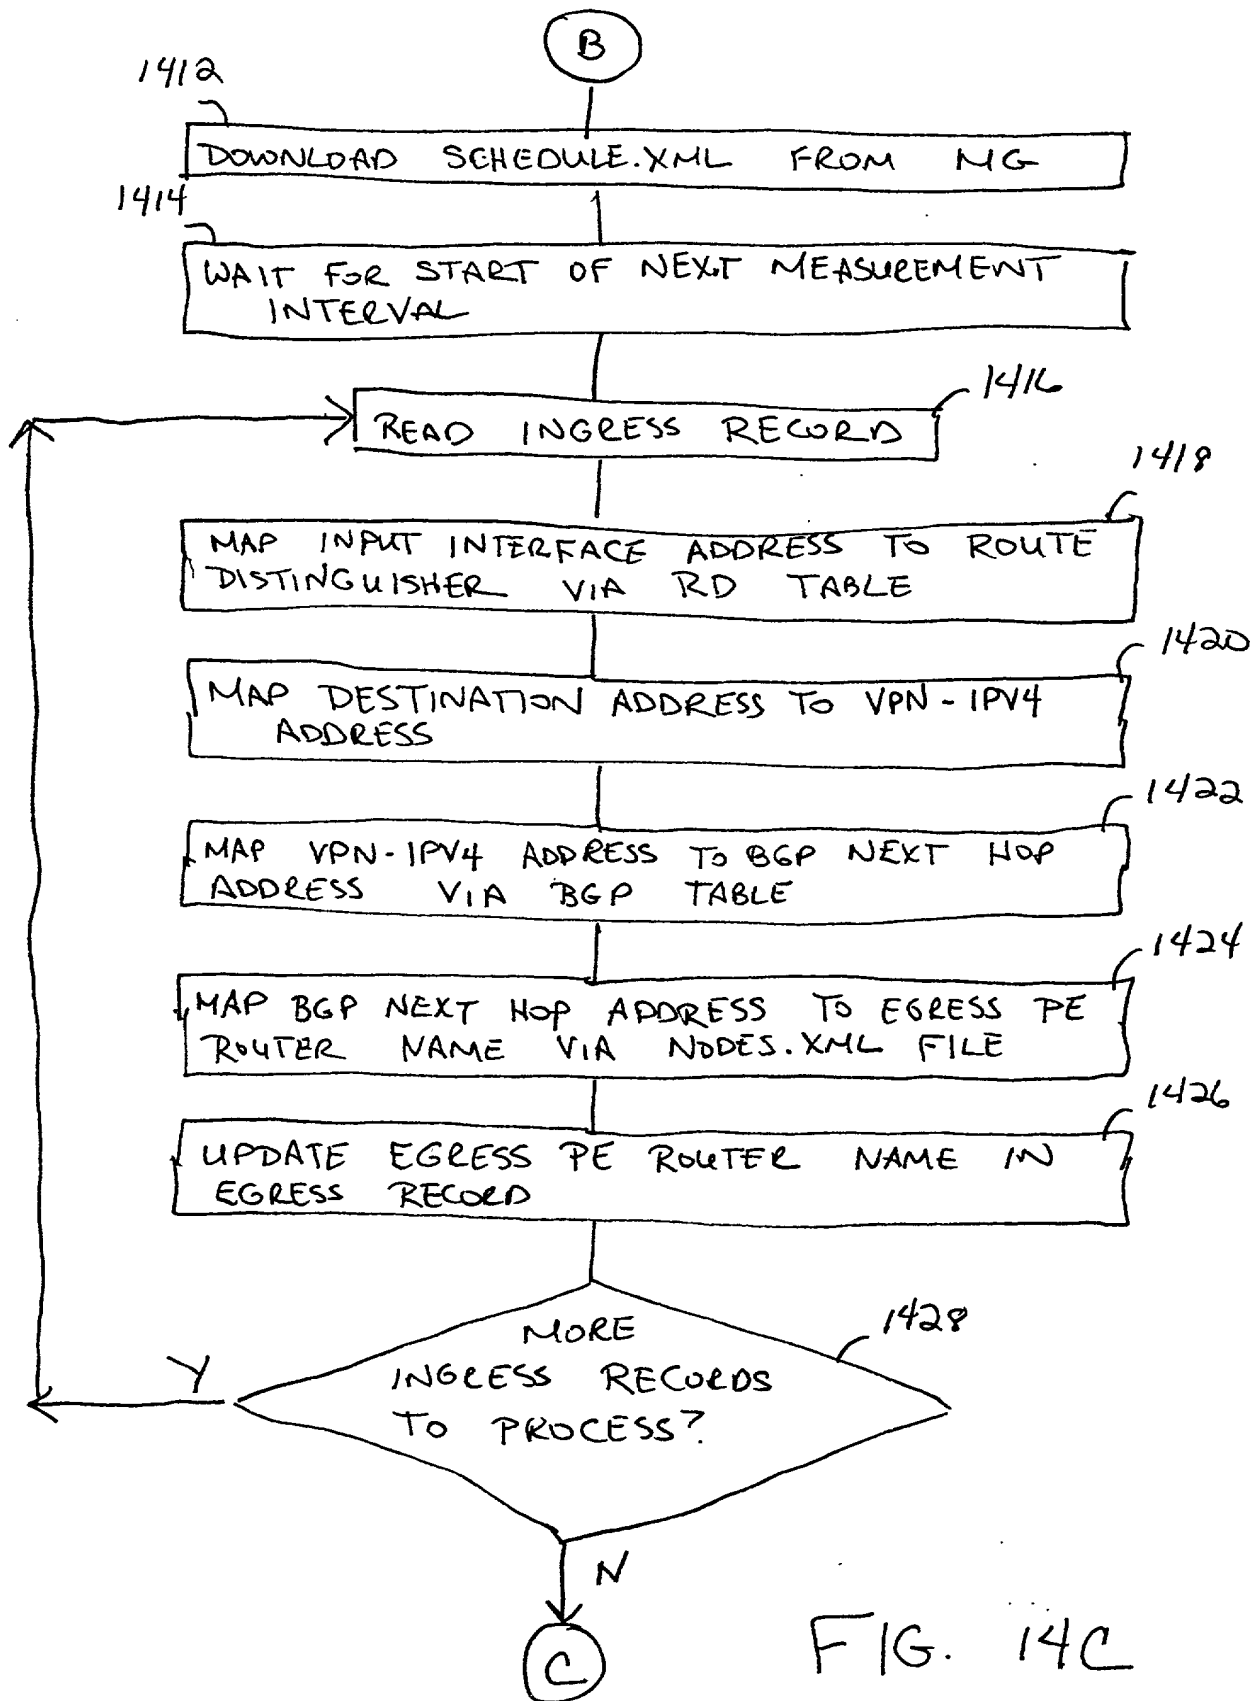 B
1412
DOWNLOAD SCHEDULE.XML FROM MG
1414
WAIT FOR START OF NEXT MEASUREMENT
INTERVAL
1416
READ INGRESS RECORD
1418
MAP INPUT INTERFACE ADDRESS TO ROUTE
DISTINGUISHER VIA RD TABLE
1420
MAP DESTINATION ADDRESS TO VPN-IPV4
ADDRESS
1422
MAP VPN-IPV4 ADDRESS TO BGP NEXT HOP
ADDRESS VIA BGP TABLE
1424
MAP BGP NEXT HOP ADDRESS TO EGRESS PE
ROUTER NAME VIA NODES.XML FILE
1426
UPDATE EGRESS PE ROUTER NAME IN
EGRESS RECORD
1428
MORE
INGRESS RECORDS
TO PROCESS?
Y
N
C
FIG. 14C